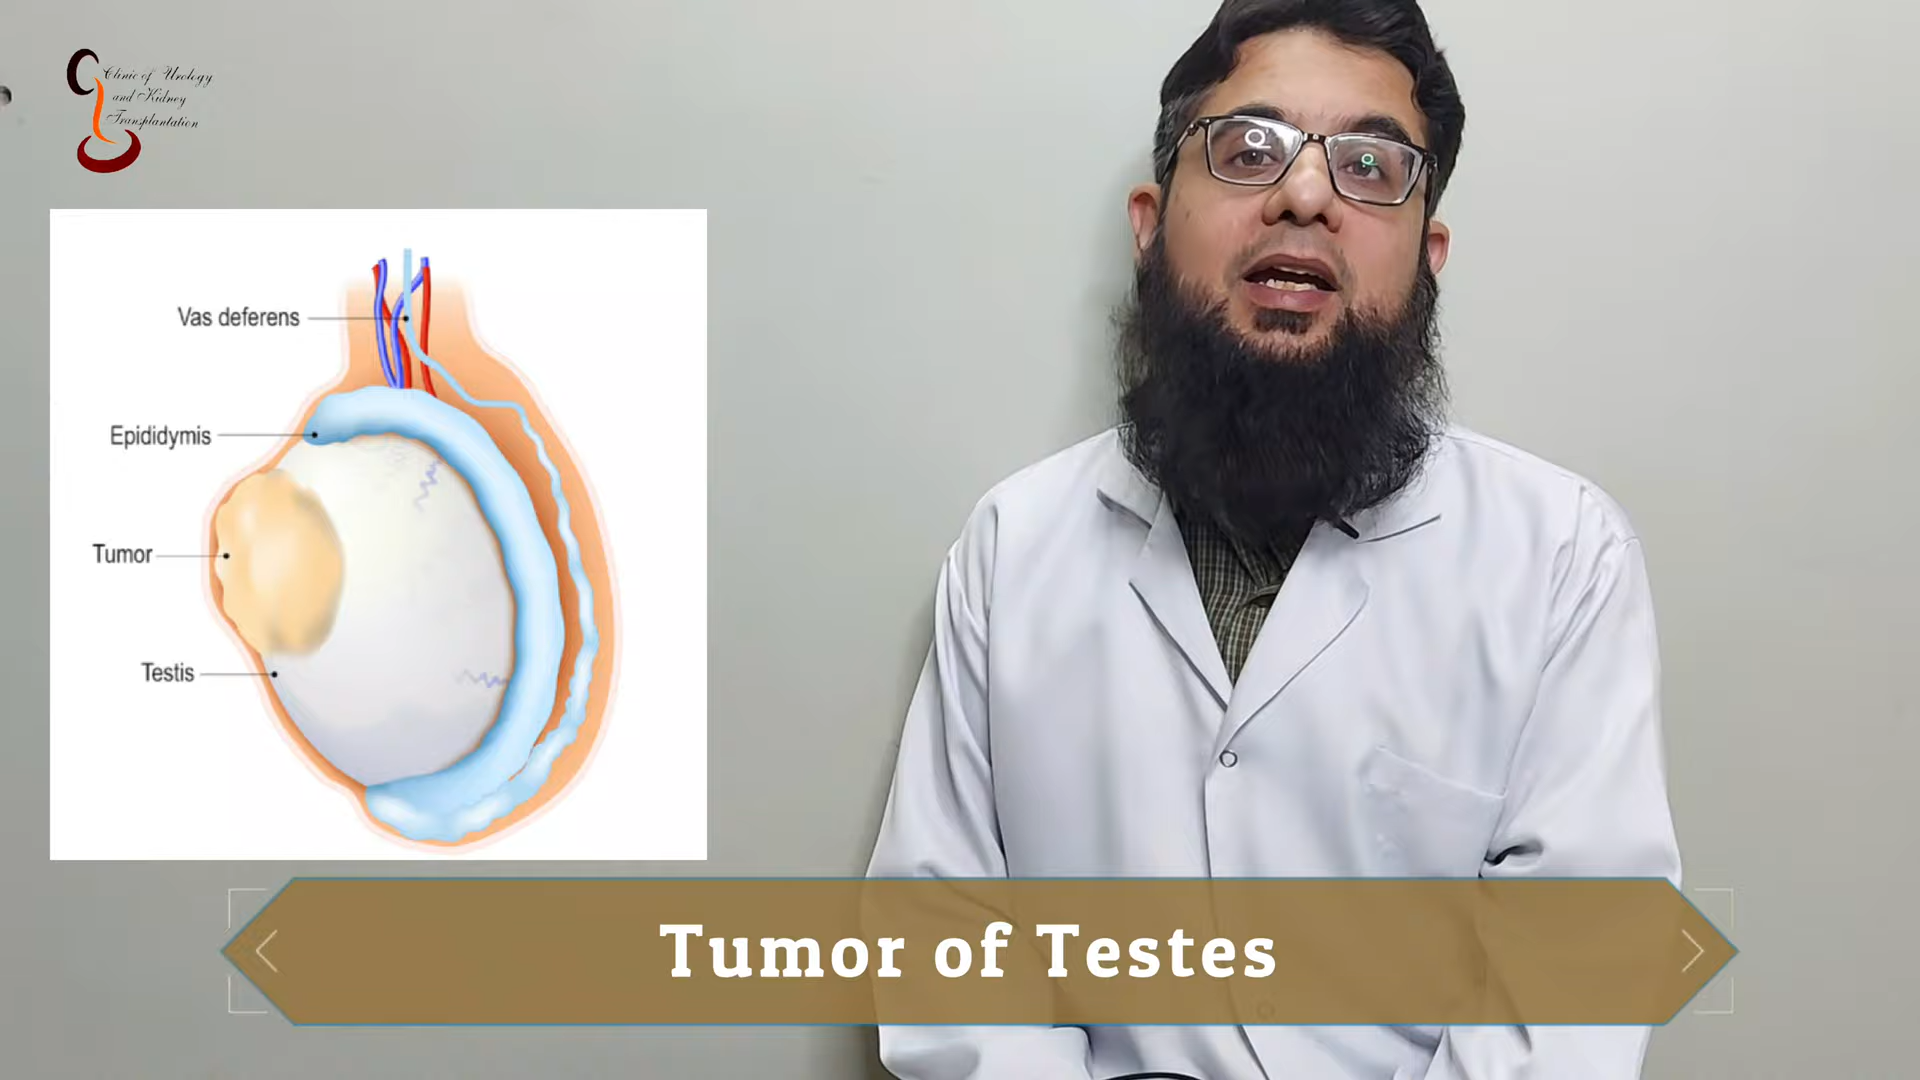 Clinic of Urology
and Kidney
Transplantation
Vas deferens
Epididymis
Tumor
Testis
Tumor of Testes